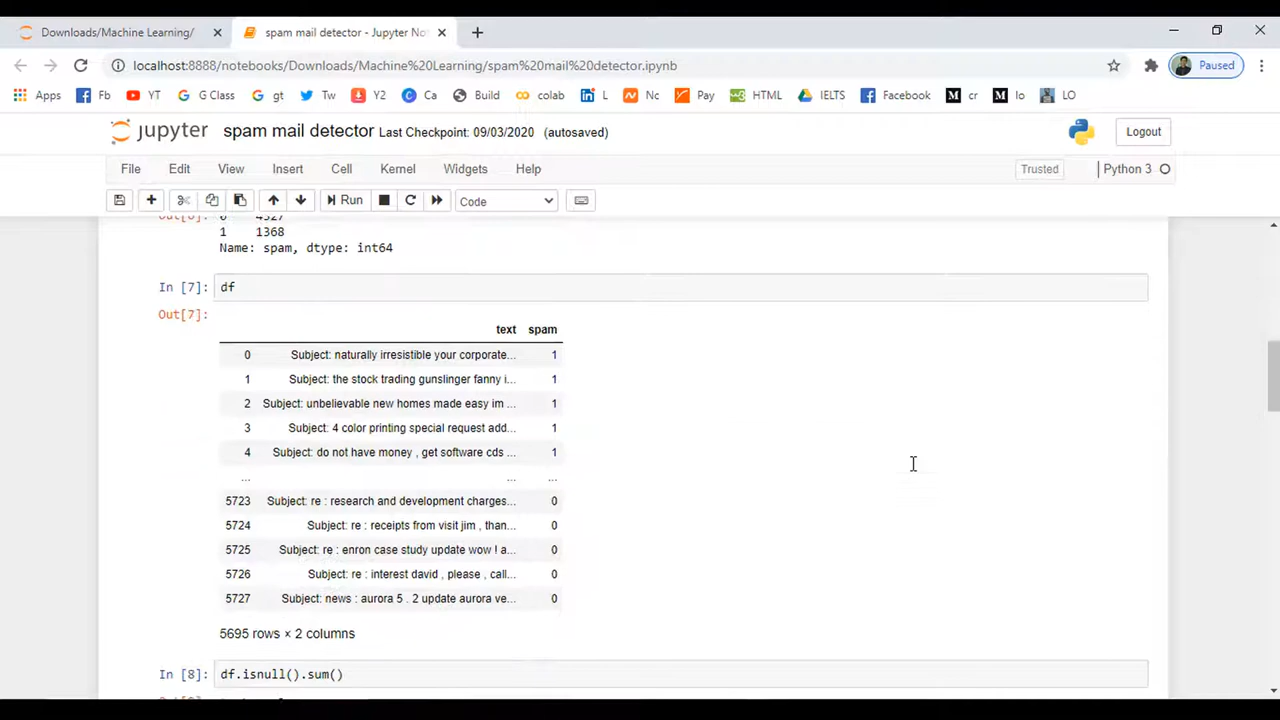 Downloads/Machine Learning/
spam mail detector - Jupyter Not
localhost:8888/notebooks/Downloads/Machine%20Learning/spam%20mail%20detector.ipynb
Paused
Apps Fb YT G Class gt Tw Y2 Ca Build colab L Nc Pay HTML IELTS Facebook cr Io LO
jupyter spam mail detector Last Checkpoint: 09/03/2020 (autosaved)
Logout
File Edit View Insert Cell Kernel Widgets Help
Trusted
Python 3
Run
Code
Out[6]: 0 4327
1 1368
Name: spam, dtype: int64
In [7]: df
Out[7]:
text spam
0 Subject: naturally irresistible your corporate... 1
1 Subject: the stock trading gunslinger fanny i... 1
2 Subject: unbelievable new homes made easy im ... 1
3 Subject: 4 color printing special request add... 1
4 Subject: do not have money , get software cds ... 1
... ... ...
5723 Subject: re : research and development charges... 0
5724 Subject: re : receipts from visit jim , than... 0
5725 Subject: re : enron case study update wow ! a... 0
5726 Subject: re : interest david , please , call... 0
5727 Subject: news : aurora 5 . 2 update aurora ve... 0
5695 rows × 2 columns
In [8]: df.isnull().sum()